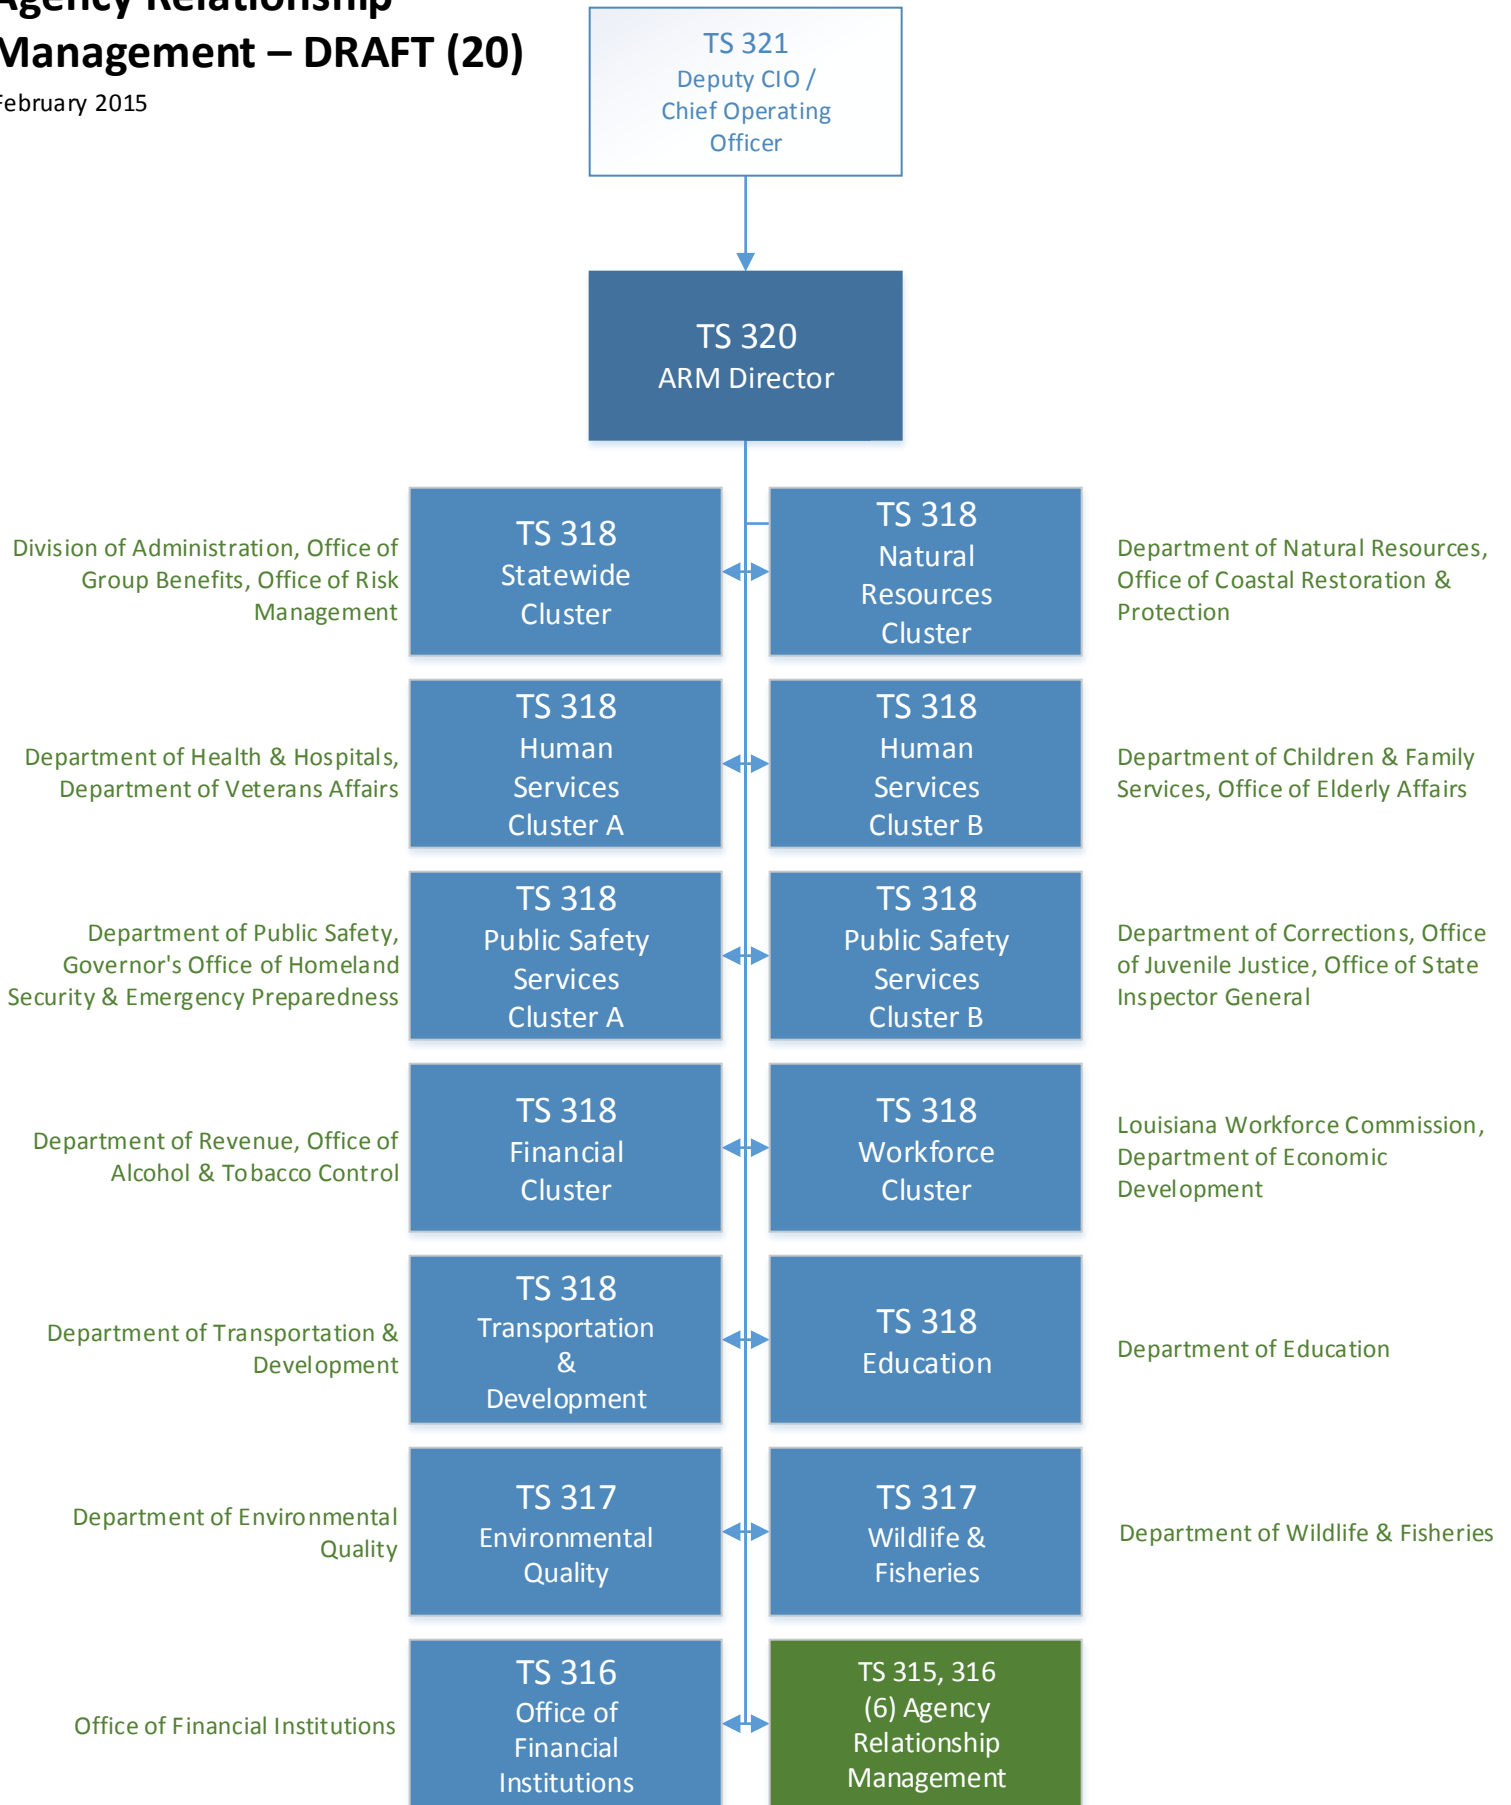 Agency Relationship
Management – DRAFT (20)
February 2015
TS 321
Deputy CIO /
Chief Operating
Officer
TS 320
ARM Director
Division of Administration, Office of
Group Benefits, Office of Risk
Management
TS 318
Statewide
Cluster
TS 318
Natural
Resources
Cluster
Department of Natural Resources,
Office of Coastal Restoration &
Protection
Department of Health & Hospitals,
Department of Veterans Affairs
TS 318
Human
Services
Cluster A
TS 318
Human
Services
Cluster B
Department of Children & Family
Services, Office of Elderly Affairs
Department of Public Safety,
Governor's Office of Homeland
Security & Emergency Preparedness
TS 318
Public Safety
Services
Cluster A
TS 318
Public Safety
Services
Cluster B
Department of Corrections, Office
of Juvenile Justice, Office of State
Inspector General
Department of Revenue, Office of
Alcohol & Tobacco Control
TS 318
Financial
Cluster
TS 318
Workforce
Cluster
Louisiana Workforce Commission,
Department of Economic
Development
Department of Transportation &
Development
TS 318
Transportation
&
Development
TS 318
Education
Department of Education
Department of Environmental
Quality
TS 317
Environmental
Quality
TS 317
Wildlife &
Fisheries
Department of Wildlife & Fisheries
Office of Financial Institutions
TS 316
Office of
Financial
Institutions
TS 315, 316
(6) Agency
Relationship
Management